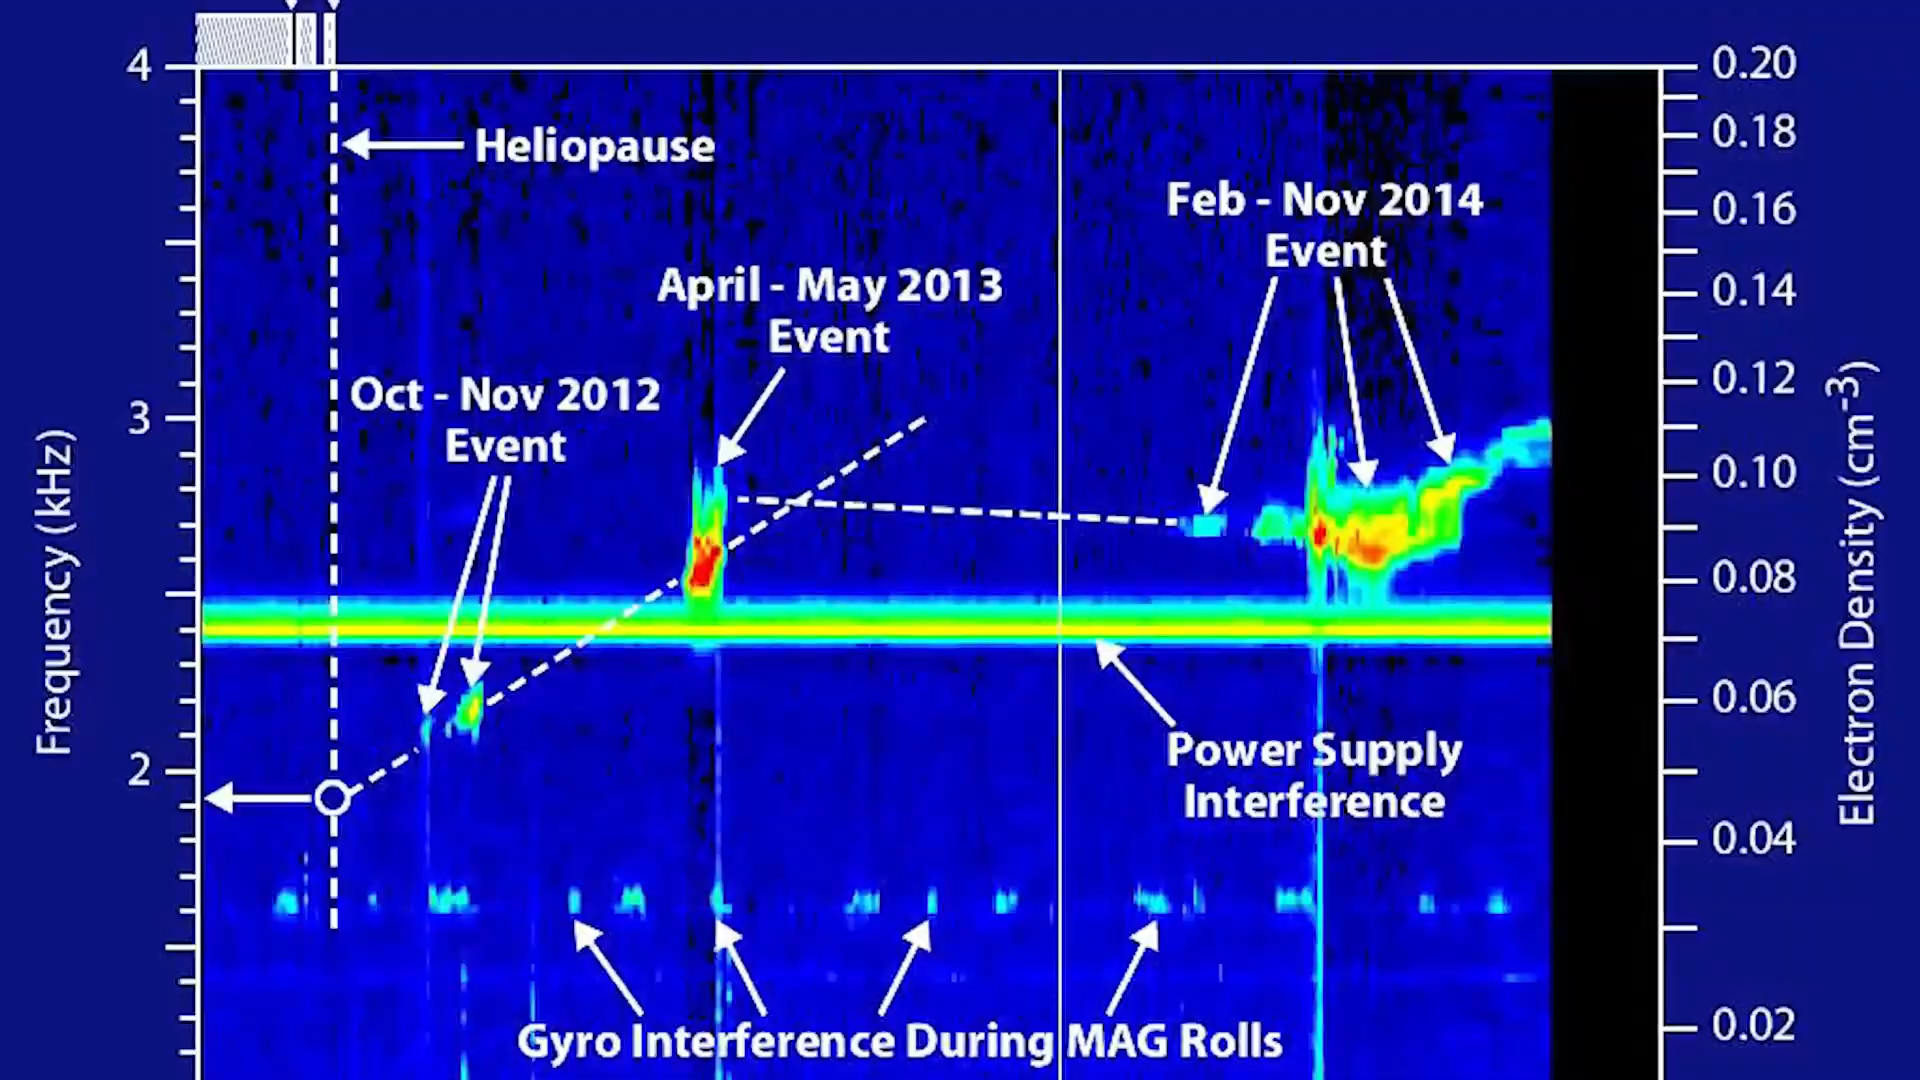 4
3
2
Frequency (kHz)
Heliopause
Oct - Nov 2012
Event
April - May 2013
Event
Feb - Nov 2014
Event
Power Supply
Interference
Gyro Interference During MAG Rolls
0.20
0.18
0.16
0.14
0.12
0.10
0.08
0.06
0.04
0.02
Electron Density (cm⁻³)